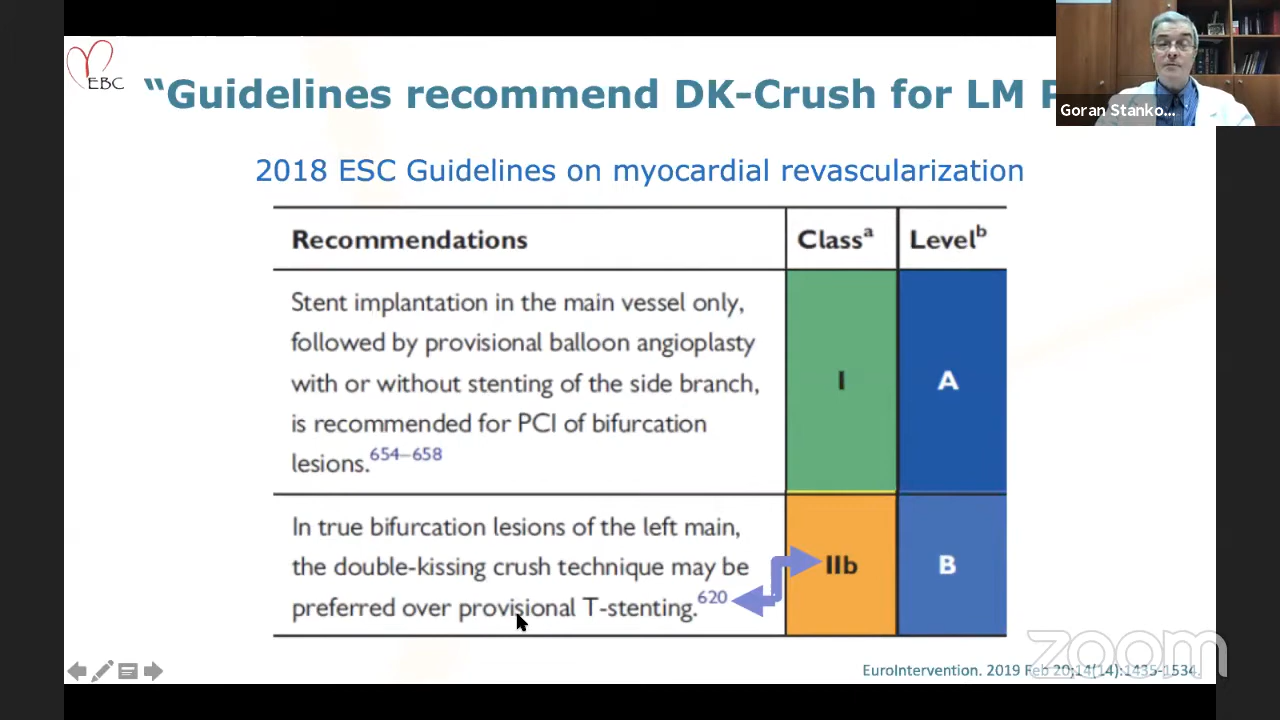 EBC
“Guidelines recommend DK-Crush for LM
Goran Stanko...
2018 ESC Guidelines on myocardial revascularization
Recommendations Classᵃ Levelᵇ
Stent implantation in the main vessel only,
followed by provisional balloon angioplasty
with or without stenting of the side branch,
is recommended for PCI of bifurcation
lesions.654–658
I A
In true bifurcation lesions of the left main,
the double-kissing crush technique may be
preferred over provisional T-stenting.620
IIb B
zoom
EuroIntervention. 2019 Feb 20;14(14):1435-1534.